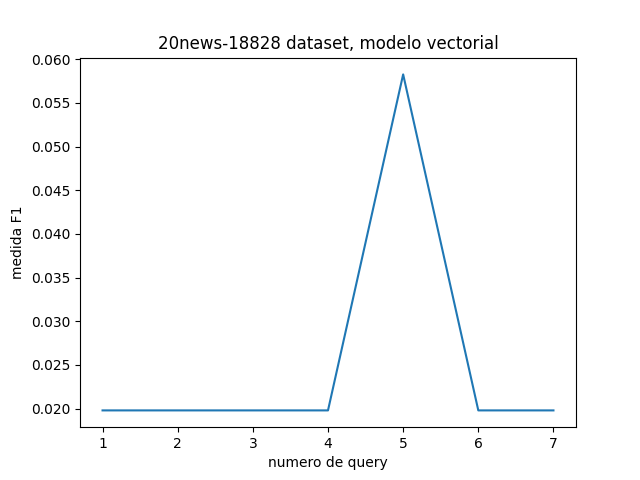 20news-18828 dataset, modelo vectorial
0.060
0.055
0.050
0.045
0.040
0.035
0.030
0.025
0.020
medida F1
1 2 3 4 5 6 7
numero de query